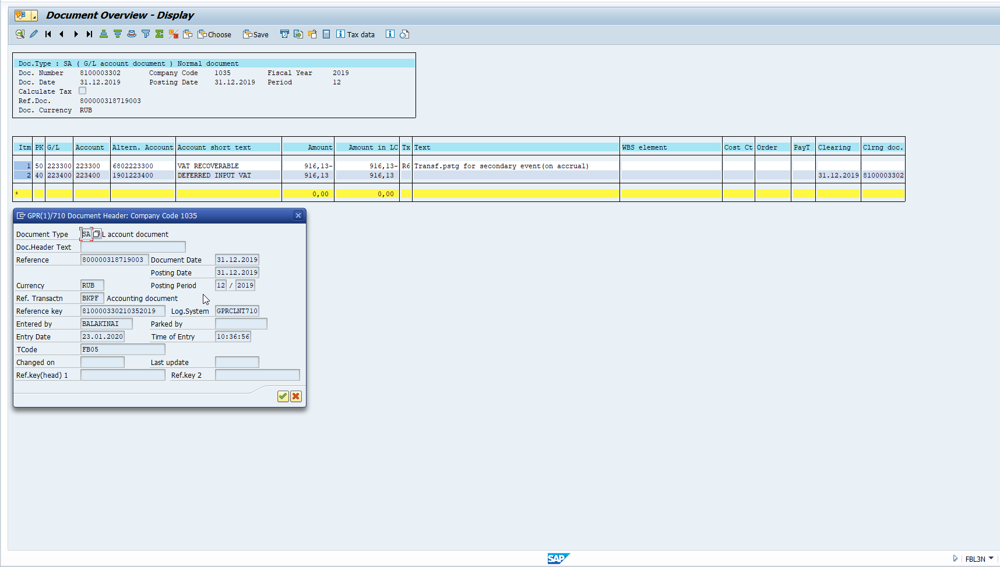 Document Overview - Display
Choose Save Tax data
Doc.Type : SA ( G/L account document ) Normal document
Doc. Number 8100003302 Company Code 1035 Fiscal Year 2019
Doc. Date 31.12.2019 Posting Date 31.12.2019 Period 12
Calculate Tax
Ref.Doc. 800000318719003
Doc. Currency RUB
Itm PK G/L Account Altern. Account Account short text Amount Amount in LC Tx Text WBS element Cost Ct Order PayT Clearing Clrng doc.
1 50 223300 223300 6802223300 VAT RECOVERABLE 916,13- 916,13- R6 Transf.pstg for secondary event(on accrual)
2 40 223400 223400 1901223400 DEFERRED INPUT VAT 916,13 916,13 31.12.2019 8100003302
* 0,00 0,00
GPR(1)/710 Document Header: Company Code 1035
Document Type SA L account document
Doc.Header Text
Reference 800000318719003 Document Date 31.12.2019
Posting Date 31.12.2019
Currency RUB Posting Period 12 / 2019
Ref. Transactn BKPF Accounting document
Reference key 810000330210352019 Log.System GPRCLNT710
Entered by BALAKINAI Parked by
Entry Date 23.01.2020 Time of Entry 10:36:56
TCode FB05
Changed on Last update
Ref.key(head) 1 Ref.key 2
SAP
FBL3N